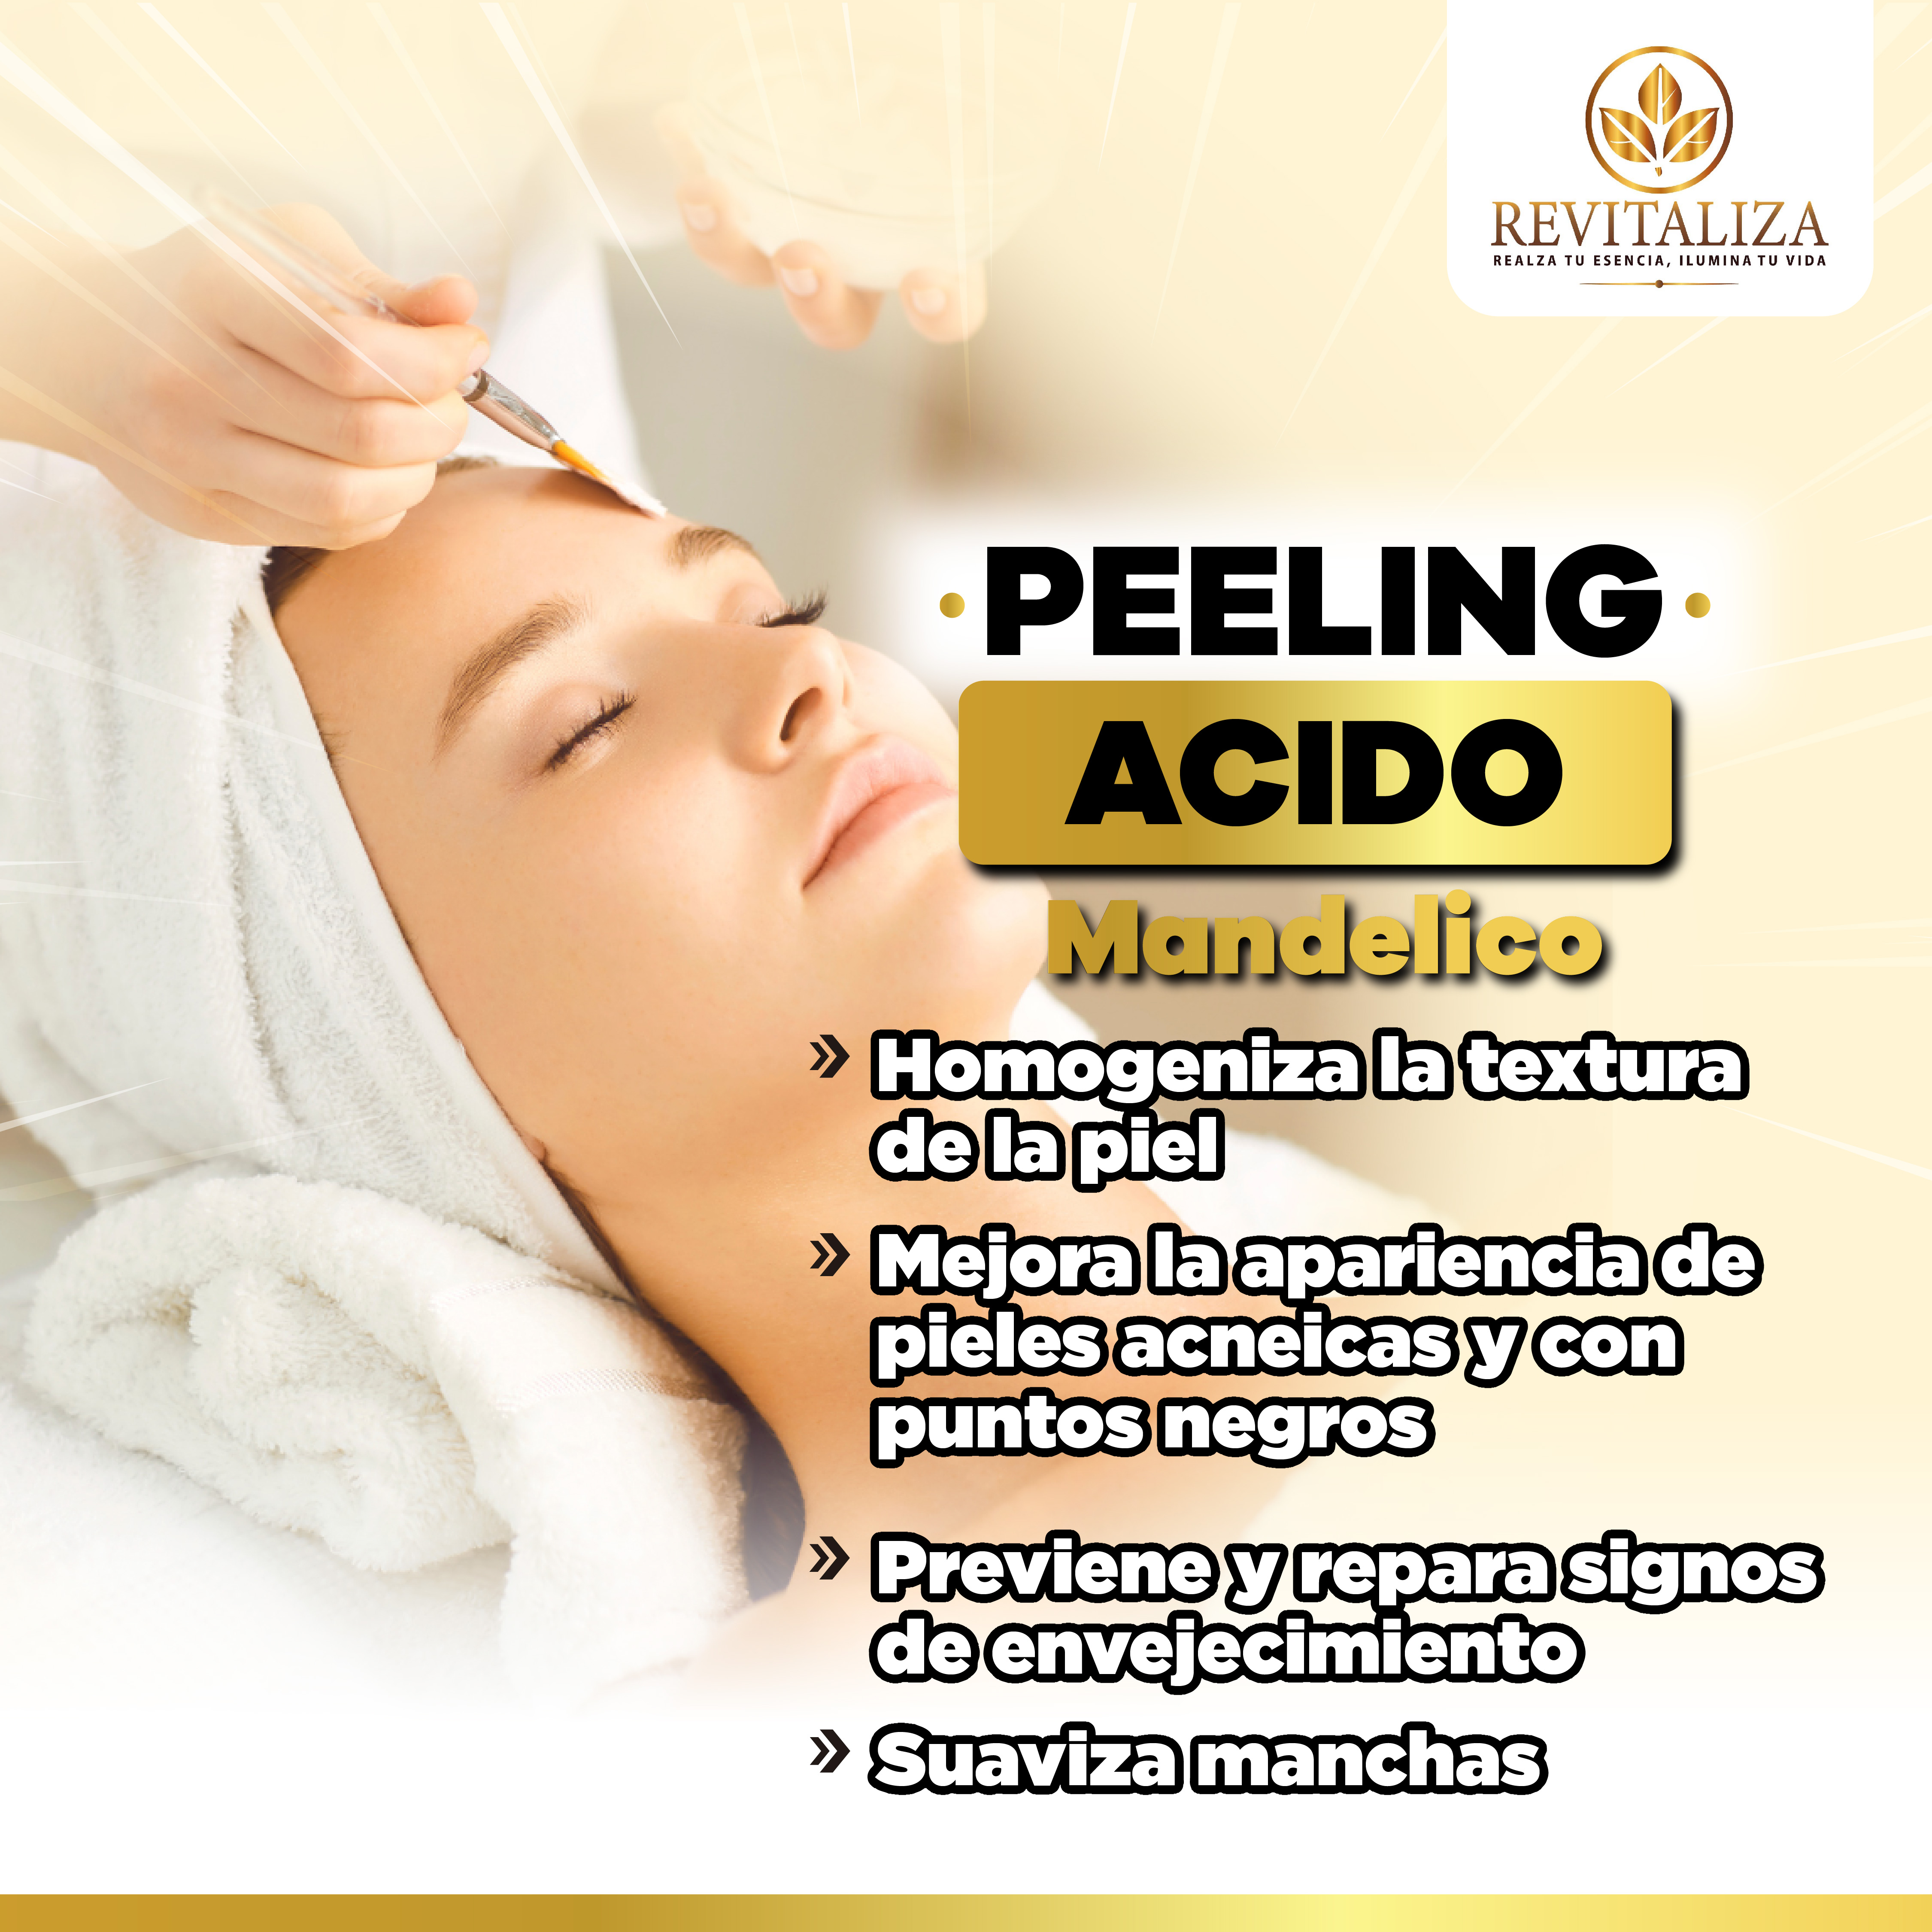 REVITALIZA
REALZA TU ESENCIA, ILUMINA TU VIDA
PEELING
ACIDO
Mandelico
Homogeniza la textura
de la piel
Mejora la apariencia de
pieles acneicas y con
puntos negros
Previene y repara signos
de envejecimiento
Suaviza manchas